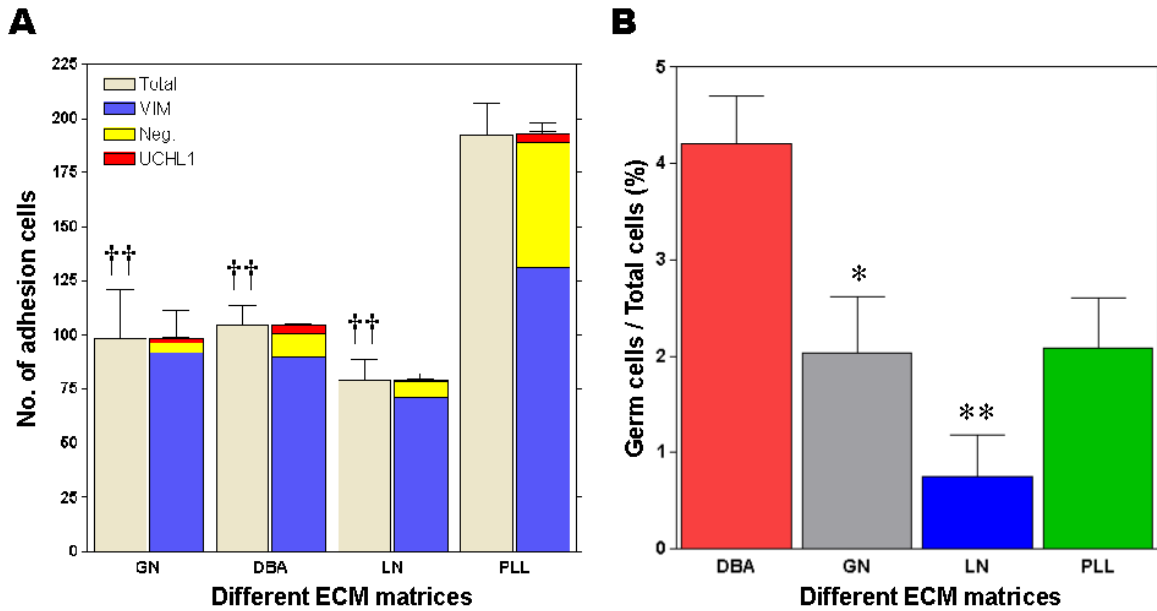 A
225
200
175
150
125
100
75
50
25
0
No. of adhesion cells
Total
VIM
Neg.
UCHL1
††
††
††
GN DBA LN PLL
Different ECM matrices
B
5
4
3
2
1
0
Germ cells / Total cells (%)
*
**
DBA GN LN PLL
Different ECM matrices